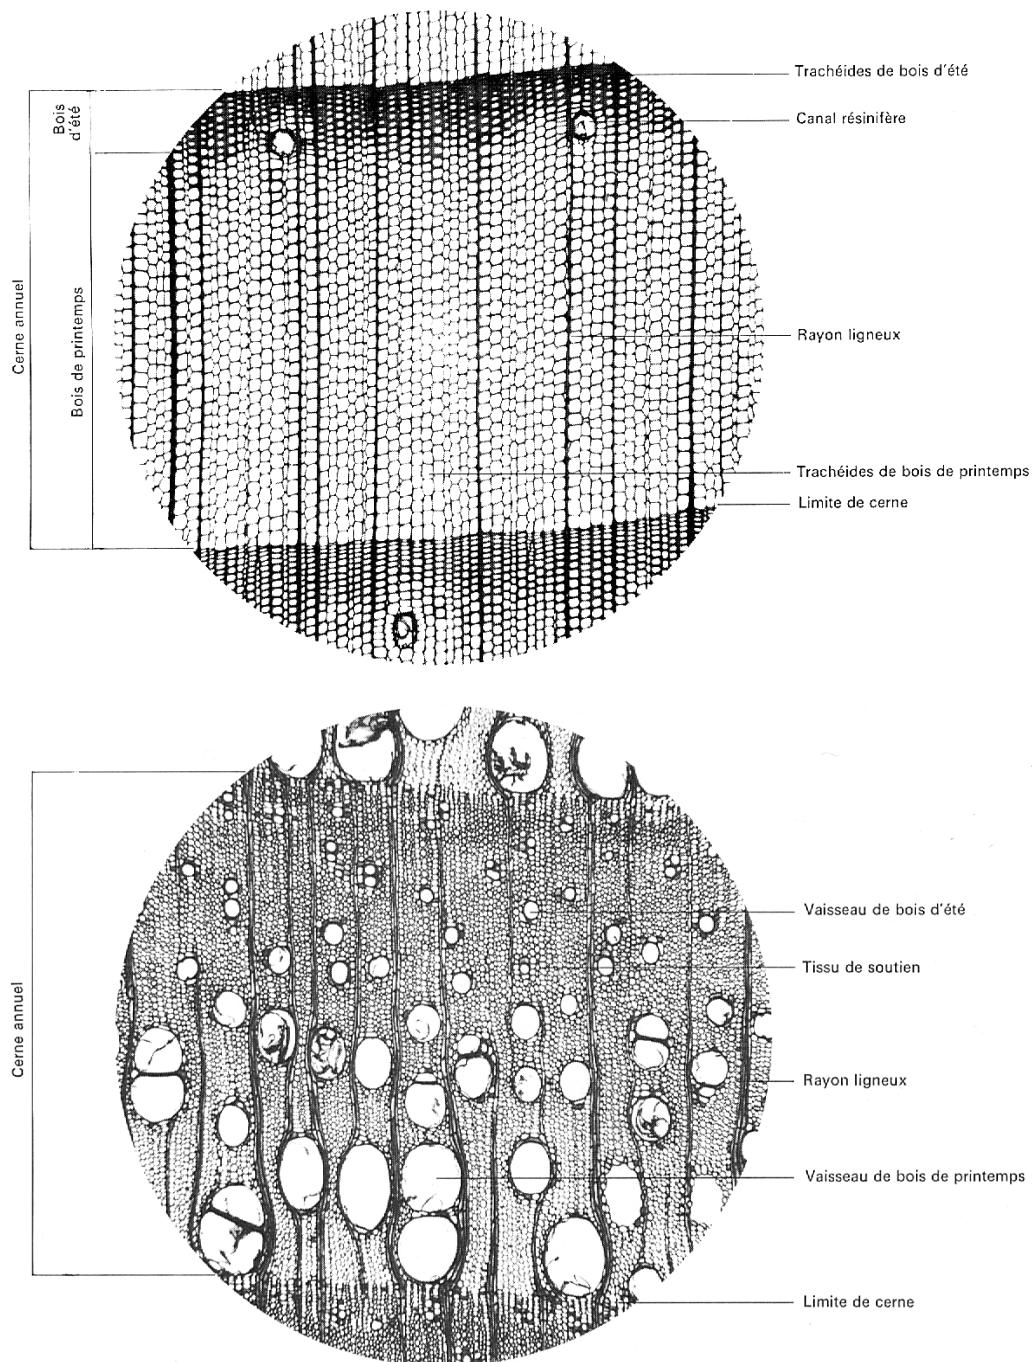 Trachéides de bois d'été
Canal résinifère
Bois
d'été
Cerne annuel
Bois de printemps
Rayon ligneux
Trachéides de bois de printemps
Limite de cerne
Vaisseau de bois d'été
Tissu de soutien
Cerne annuel
Rayon ligneux
Vaisseau de bois de printemps
Limite de cerne